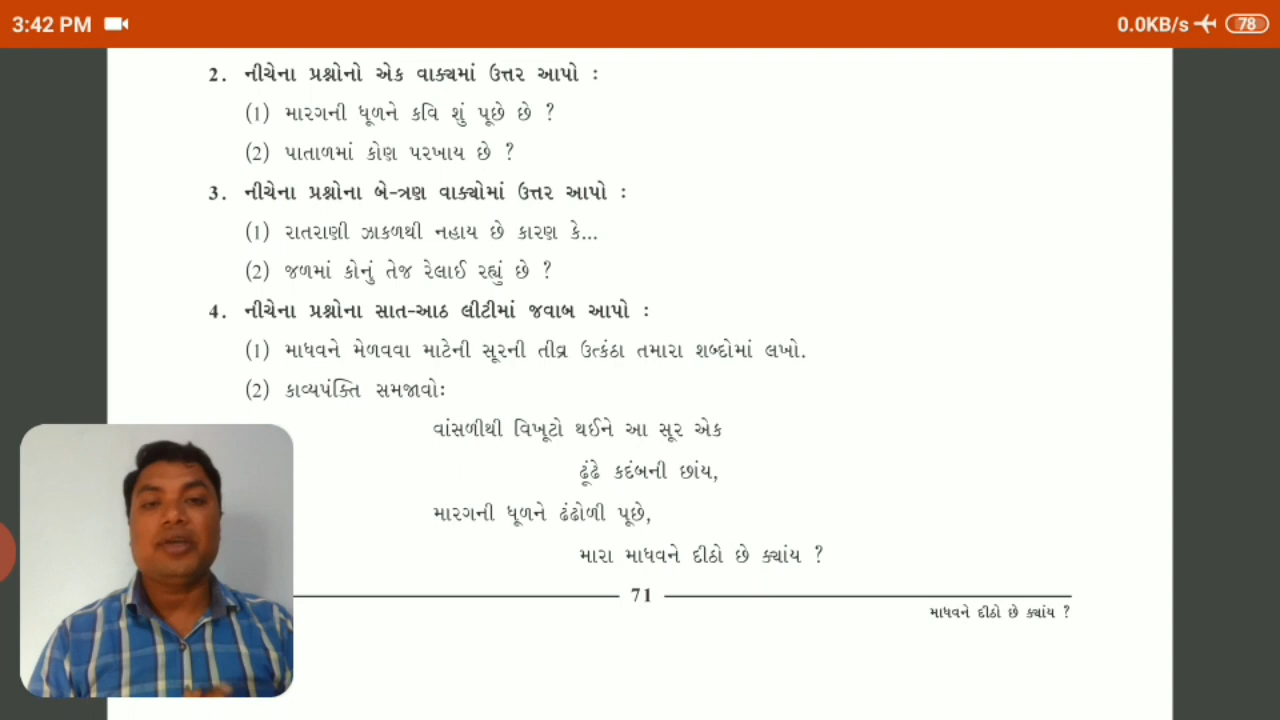 3:42 PM
0.0KB/s 78
2. નીચેના પ્રશ્નોનો એક વાક્યમાં ઉત્તર આપો :
(1) મારગની ધૂળને કવિ શું પૂછે છે ?
(2) પાતાળમાં કોણ પરખાય છે ?
3. નીચેના પ્રશ્નોના બે-ત્રણ વાક્યોમાં ઉત્તર આપો :
(1) રાતરાણી ઝાકળથી નહાય છે કારણ કે...
(2) જળમાં કોનું તેજ રેલાઈ રહ્યું છે ?
4. નીચેના પ્રશ્નોના સાત-આઠ લીટીમાં જવાબ આપો :
(1) માધવને મેળવવા માટેની સૂરની તીવ્ર ઉત્કંઠા તમારા શબ્દોમાં લખો.
(2) કાવ્યપંક્તિ સમજાવો:
વાંસળીથી વિખૂટો થઈને આ સૂર એક
ઢૂંઢે કદંબની છાંય,
મારગની ધૂળને ઢંઢોળી પૂછે,
મારા માધવને દીઠો છે ક્યાંય ?
71
માધવને દીઠો છે ક્યાંય ?